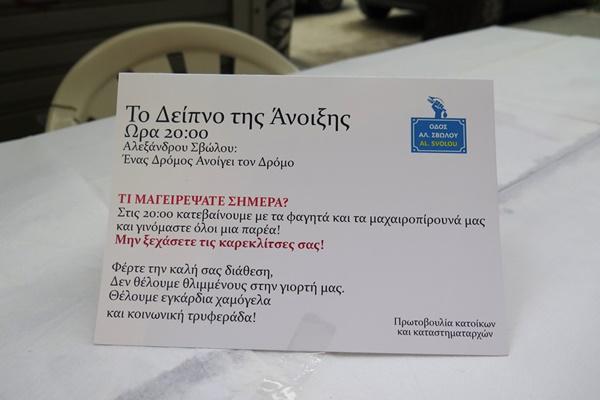 Το Δείπνο της Άνοιξης
Ωρα 20:00
Αλεξάνδρου Σβώλου:
Ένας Δρόμος Ανοίγει τον Δρόμο
ΟΔΟΣ
ΑΛ. ΣΒΩΛΟΥ
AL. SVOLOU
ΤΙ ΜΑΓΕΙΡΕΨΑΤΕ ΣΗΜΕΡΑ?
Στις 20:00 κατεβαίνουμε με τα φαγητά και τα μαχαιροπίρουνά μας
και γινόμαστε όλοι μια παρέα!
Μην ξεχάσετε τις καρεκλίτσες σας!
Φέρτε την καλή σας διάθεση,
Δεν θέλουμε θλιμμένους στην γιορτή μας.
Θέλουμε εγκάρδια χαμόγελα
και κοινωνική τρυφεράδα!
Πρωτοβουλία κατοίκων
και καταστηματαρχών